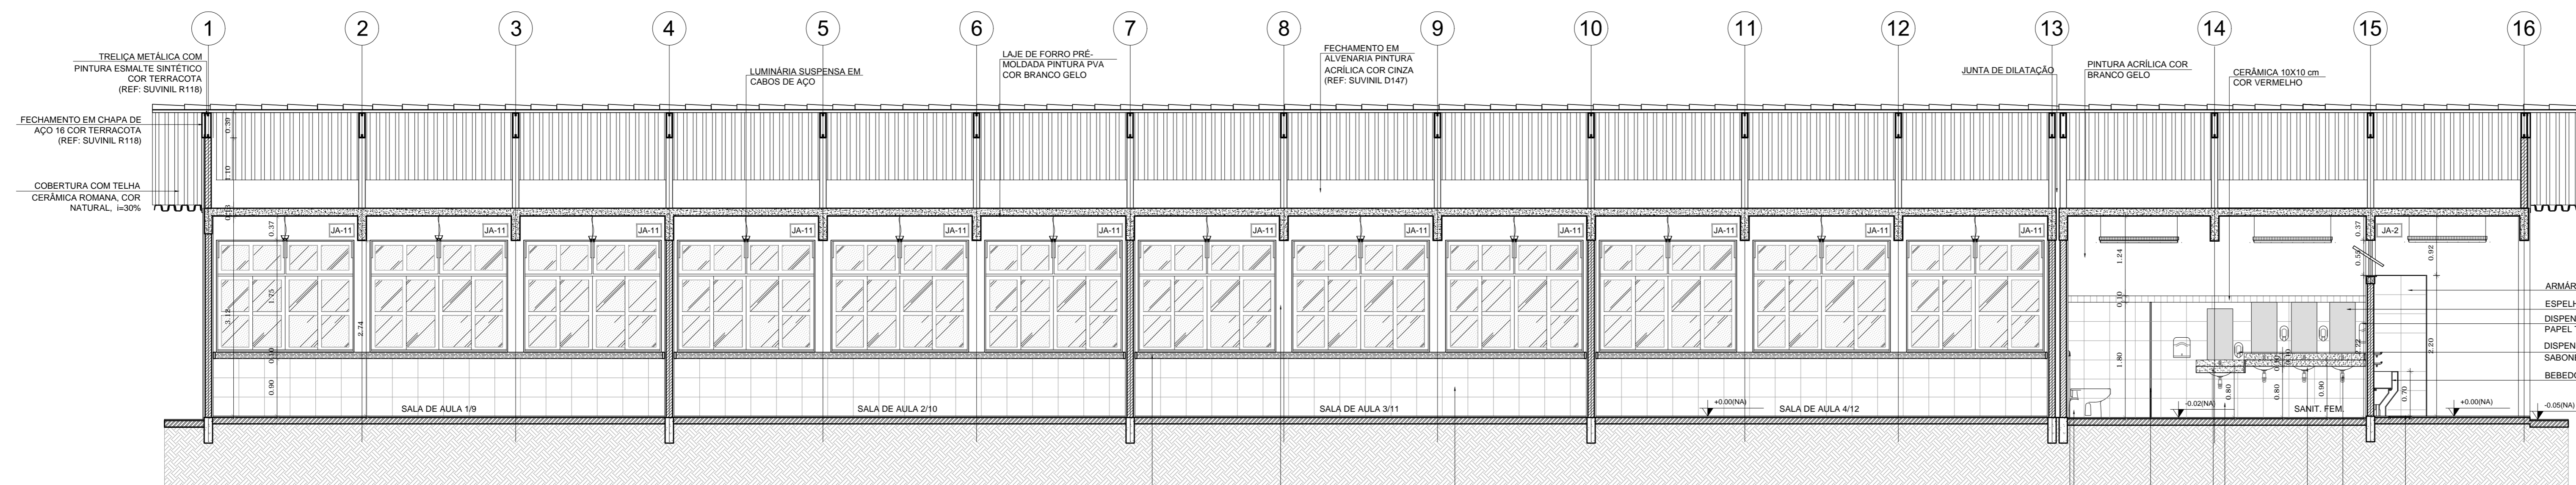 1
2
3
4
5
6
7
8
9
10
11
12
13
14
15
16
TRELIÇA METÁLICA COM
PINTURA ESMALTE SINTÉTICO
COR TERRACOTA
(REF: SUVINIL R118)
FECHAMENTO EM CHAPA DE
AÇO 16 COR TERRACOTA
(REF: SUVINIL R118)
COBERTURA COM TELHA
CERÂMICA ROMANA, COR
NATURAL, i=30%
LUMINÁRIA SUSPENSA EM
CABOS DE AÇO
LAJE DE FORRO PRÉ-
MOLDADA PINTURA PVA
COR BRANCO GELO
FECHAMENTO EM
ALVENARIA PINTURA
ACRÍLICA COR CINZA
(REF: SUVINIL D147)
JUNTA DE DILATAÇÃO
PINTURA ACRÍLICA COR
BRANCO GELO
CERÂMICA 10X10 cm
COR VERMELHO
0.39
1.10
0.13
0.37
1.75
3.12
2.74
0.10
0.90
JA-11
JA-11
JA-11
JA-11
JA-11
JA-11
JA-11
JA-11
JA-11
JA-11
JA-11
JA-11
JA-2
SALA DE AULA 1/9
SALA DE AULA 2/10
SALA DE AULA 3/11
SALA DE AULA 4/12
+0.00(NA)
-0.02(NA)
SANIT. FEM.
+0.00(NA)
-0.05(NA)
1.24
0.10
1.80
0.80
0.80
0.90
0.37
0.55
0.92
2.20
0.70
ARMÁR
ESPELH
DISPEN
PAPEL T
DISPEN
SABONE
BEBEDO